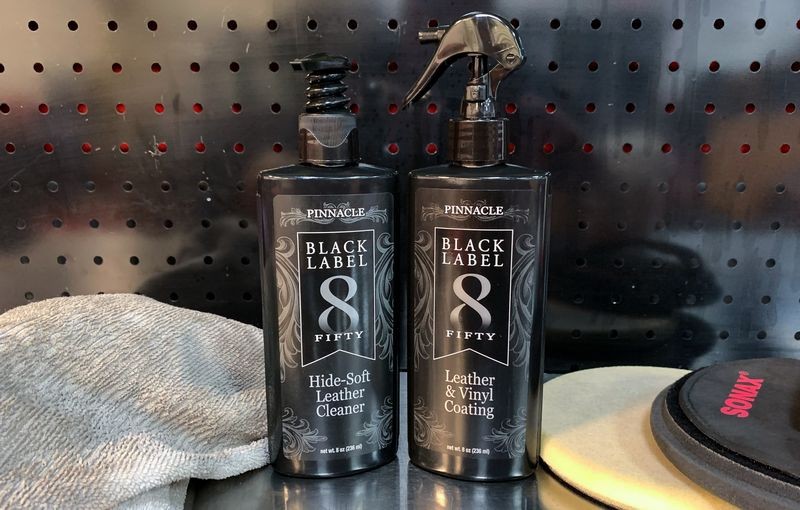 PINNACLE
BLACK
LABEL
8
FIFTY
Hide-Soft
Leather
Cleaner
net wt. 8 oz (236 ml)
PINNACLE
BLACK
LABEL
8
FIFTY
Leather
& Vinyl
Coating
net wt. 8 oz (236 ml)
SONAX